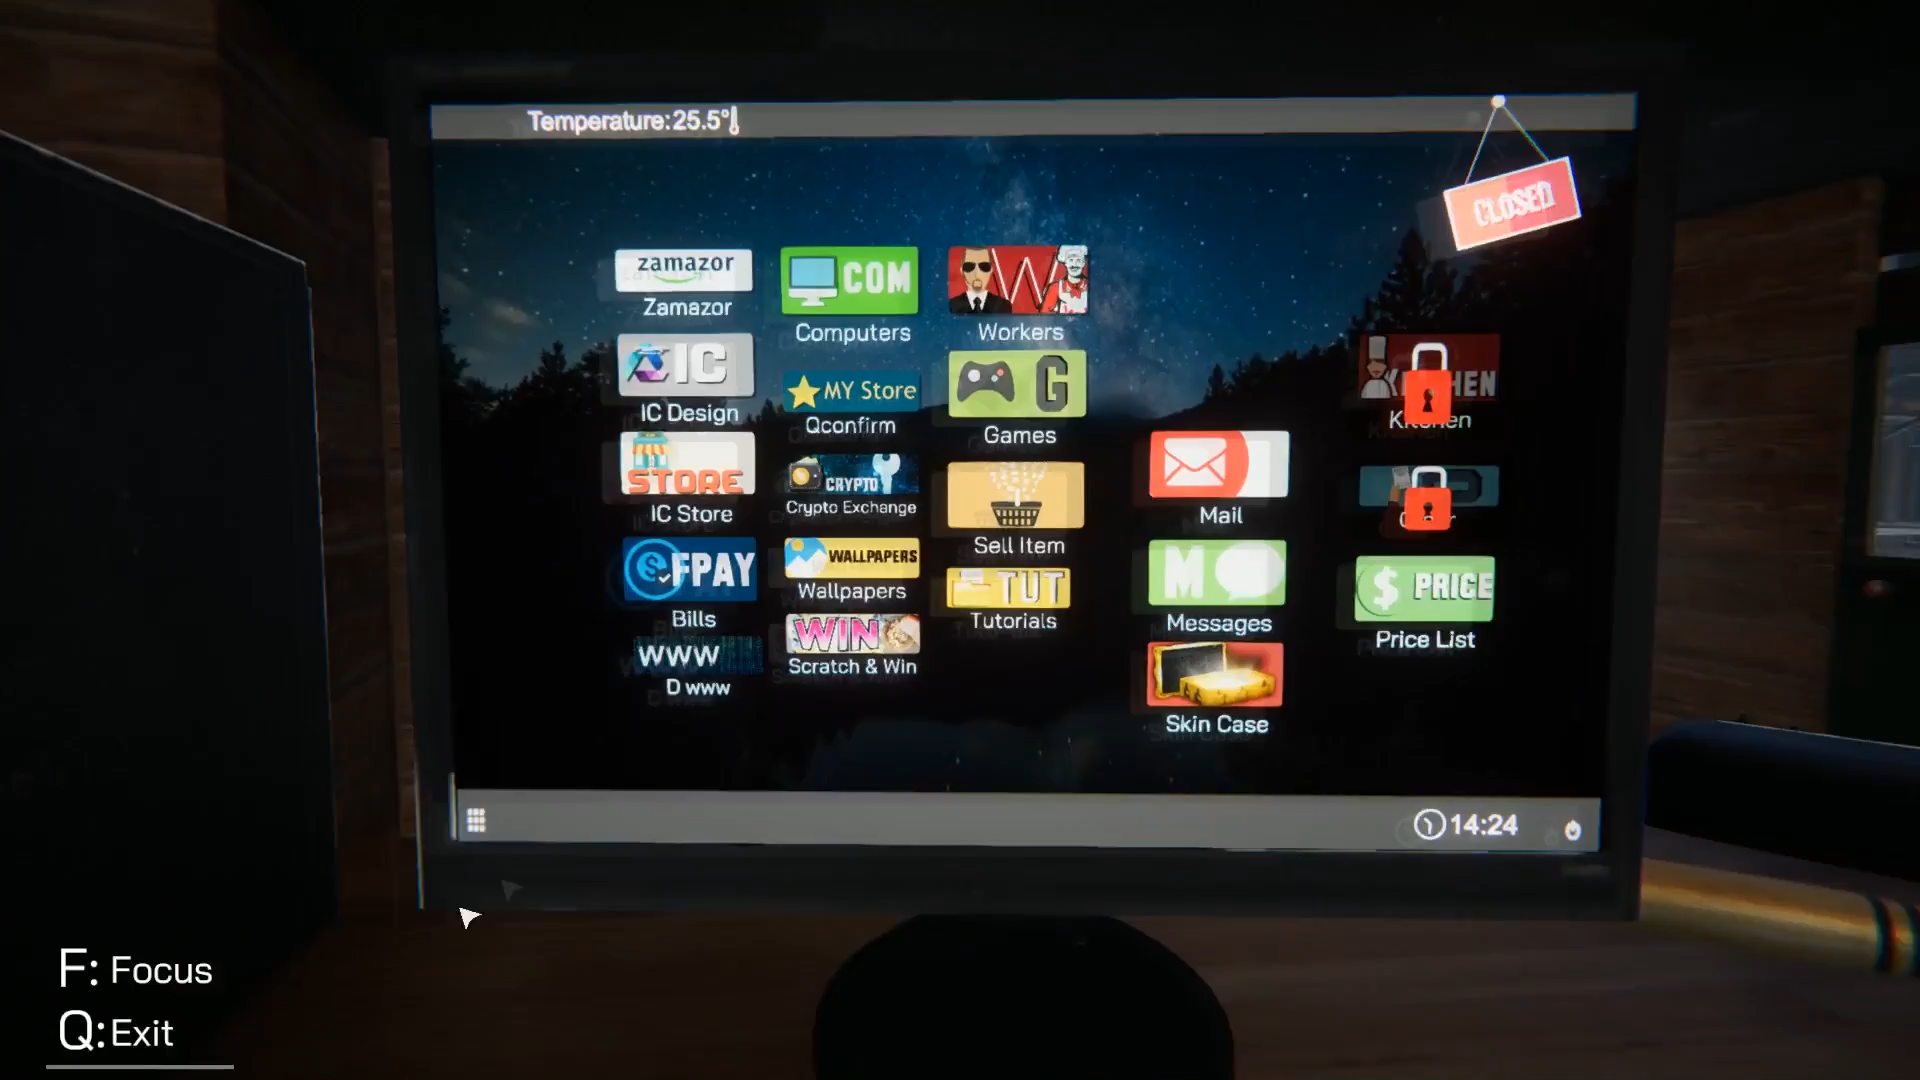 Temperature:25.5°
CLOSED
zamazor
Zamazor
COM
Computers
W
Workers
IC
IC Design
MY Store
Qconfirm
G
Games
KITCHEN
Kitchen
STORE
IC Store
CRYPTO
Crypto Exchange
Sell Item
Mail
FPAY
Bills
WALLPAPERS
Wallpapers
TUT
Tutorials
M
Messages
$ PRICE
Price List
WWW
D www
WIN
Scratch & Win
Skin Case
14:24
F: Focus
Q:Exit